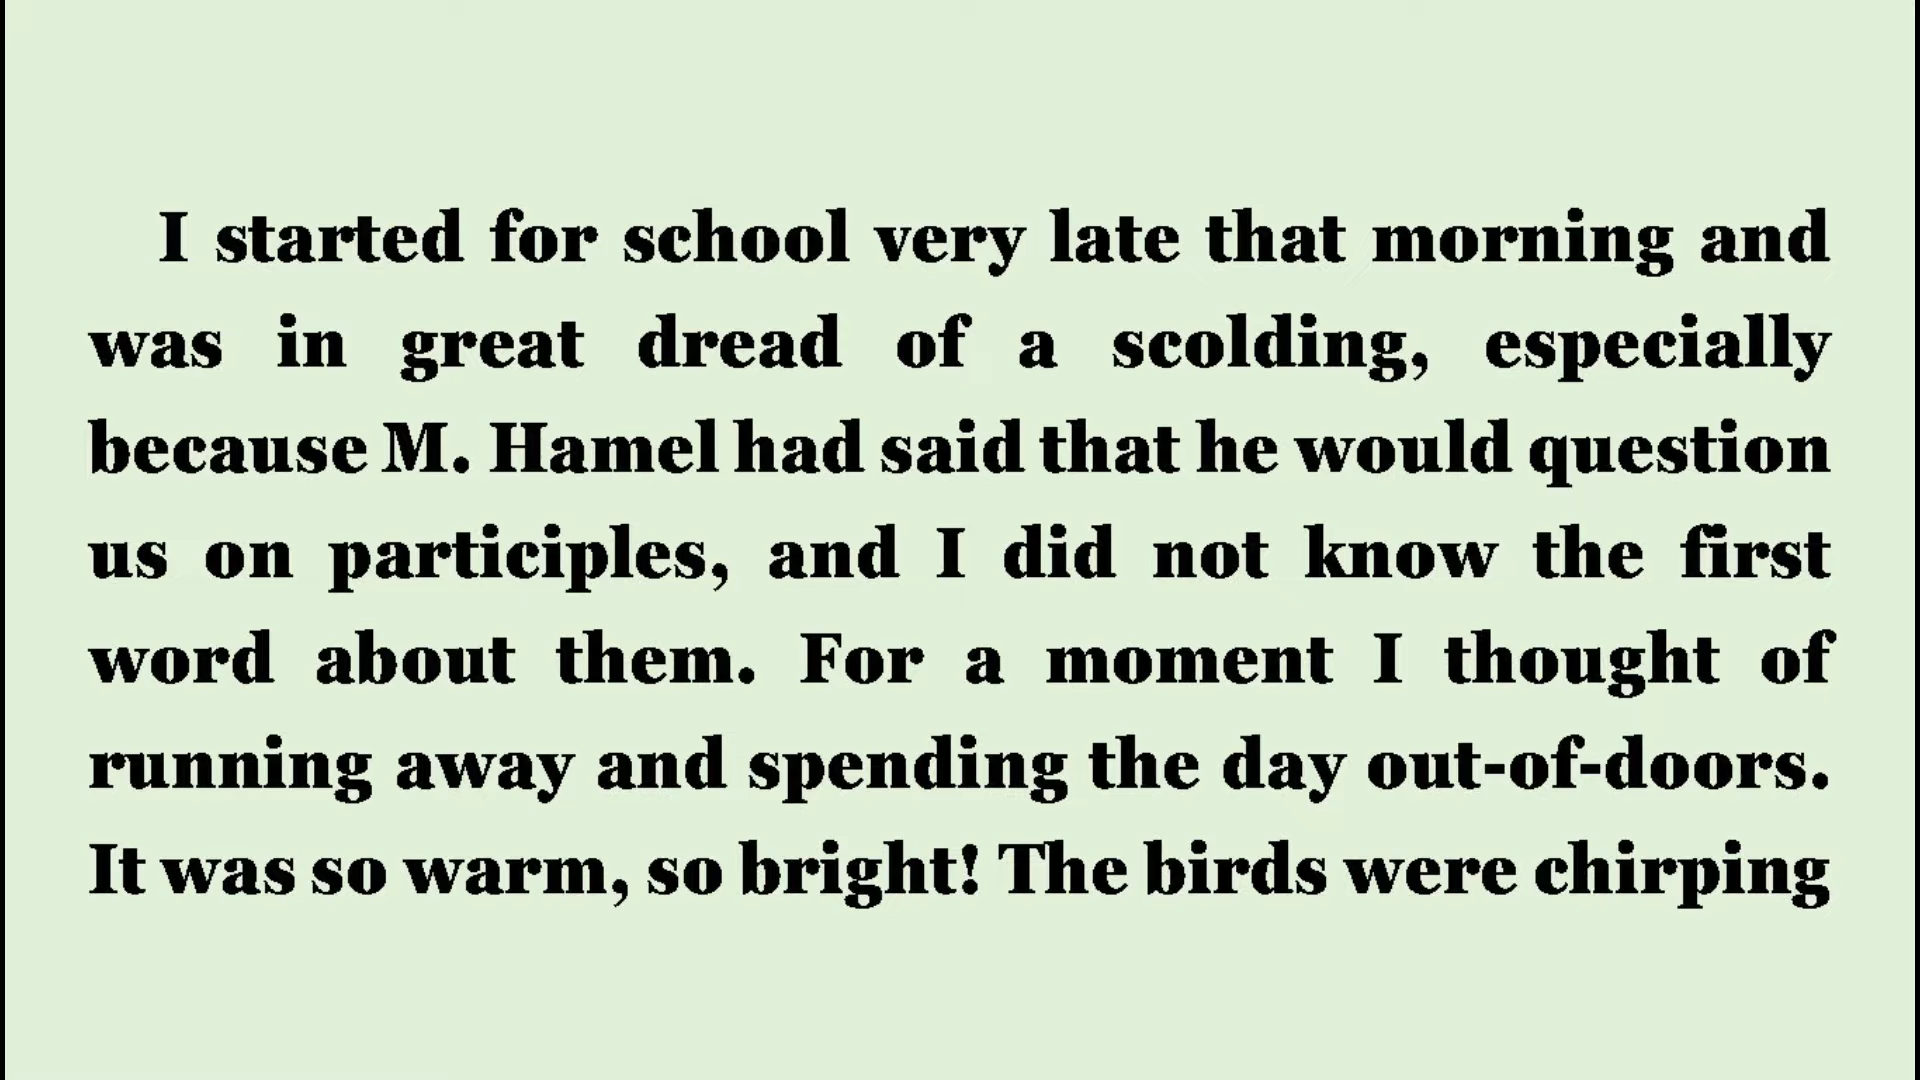 I started for school very late that morning and
was in great dread of a scolding, especially
because M. Hamel had said that he would question
us on participles, and I did not know the first
word about them. For a moment I thought of
running away and spending the day out-of-doors.
It was so warm, so bright! The birds were chirping